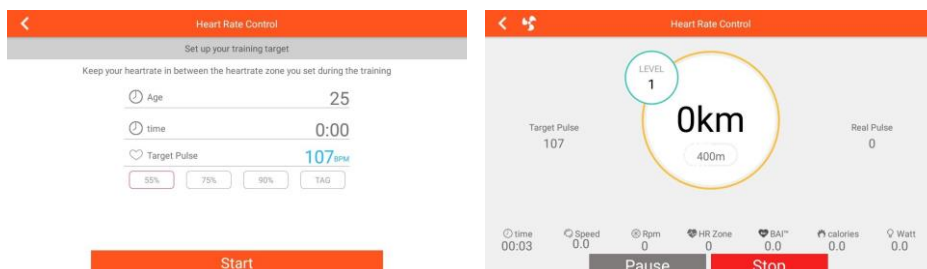 Heart Rate Control
Set up your training target
Keep your heartrate in between the heartrate zone you set during the training
Age 25
time 0:00
Target Pulse 107BPM
55% 75% 90% TAG
Start
Heart Rate Control
LEVEL
1
0km
400m
Target Pulse
107
Real Pulse
0
time Speed Rpm HR Zone BAI™ calories Watt
00:03 0.0 0 0 0.0 0.0 0.0
Pause Stop